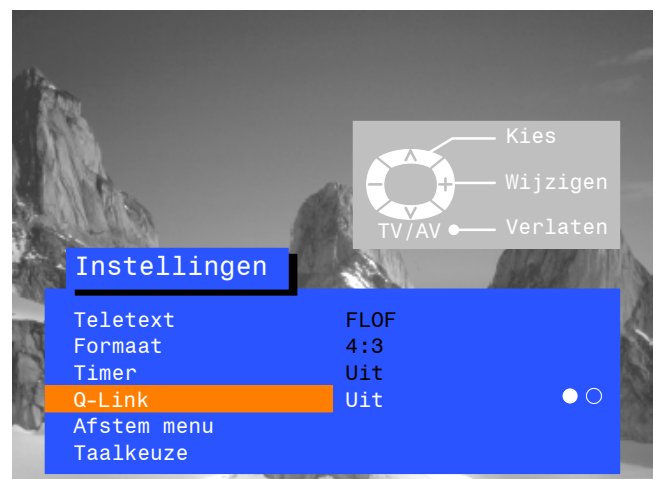 Kies
Wijzigen
TV/AV Verlaten
Instellingen
Teletext FLOF
Formaat 4:3
Timer Uit
Q-Link Uit
Afstem menu
Taalkeuze